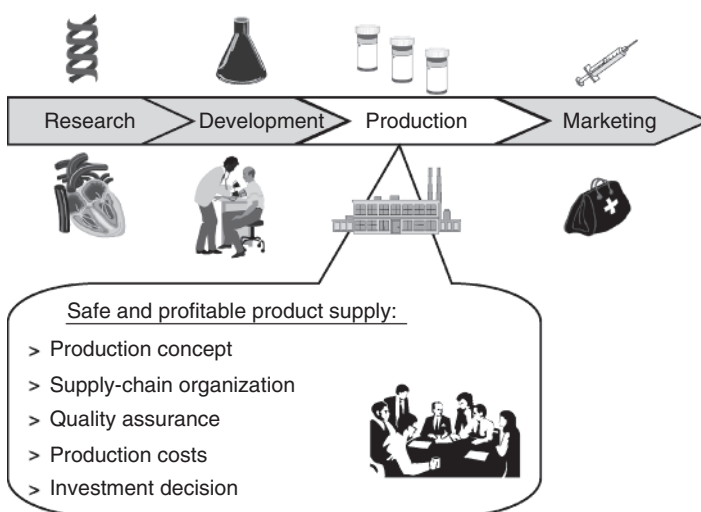 Research
Development
Production
Marketing
Safe and profitable product supply:
> Production concept
> Supply-chain organization
> Quality assurance
> Production costs
> Investment decision